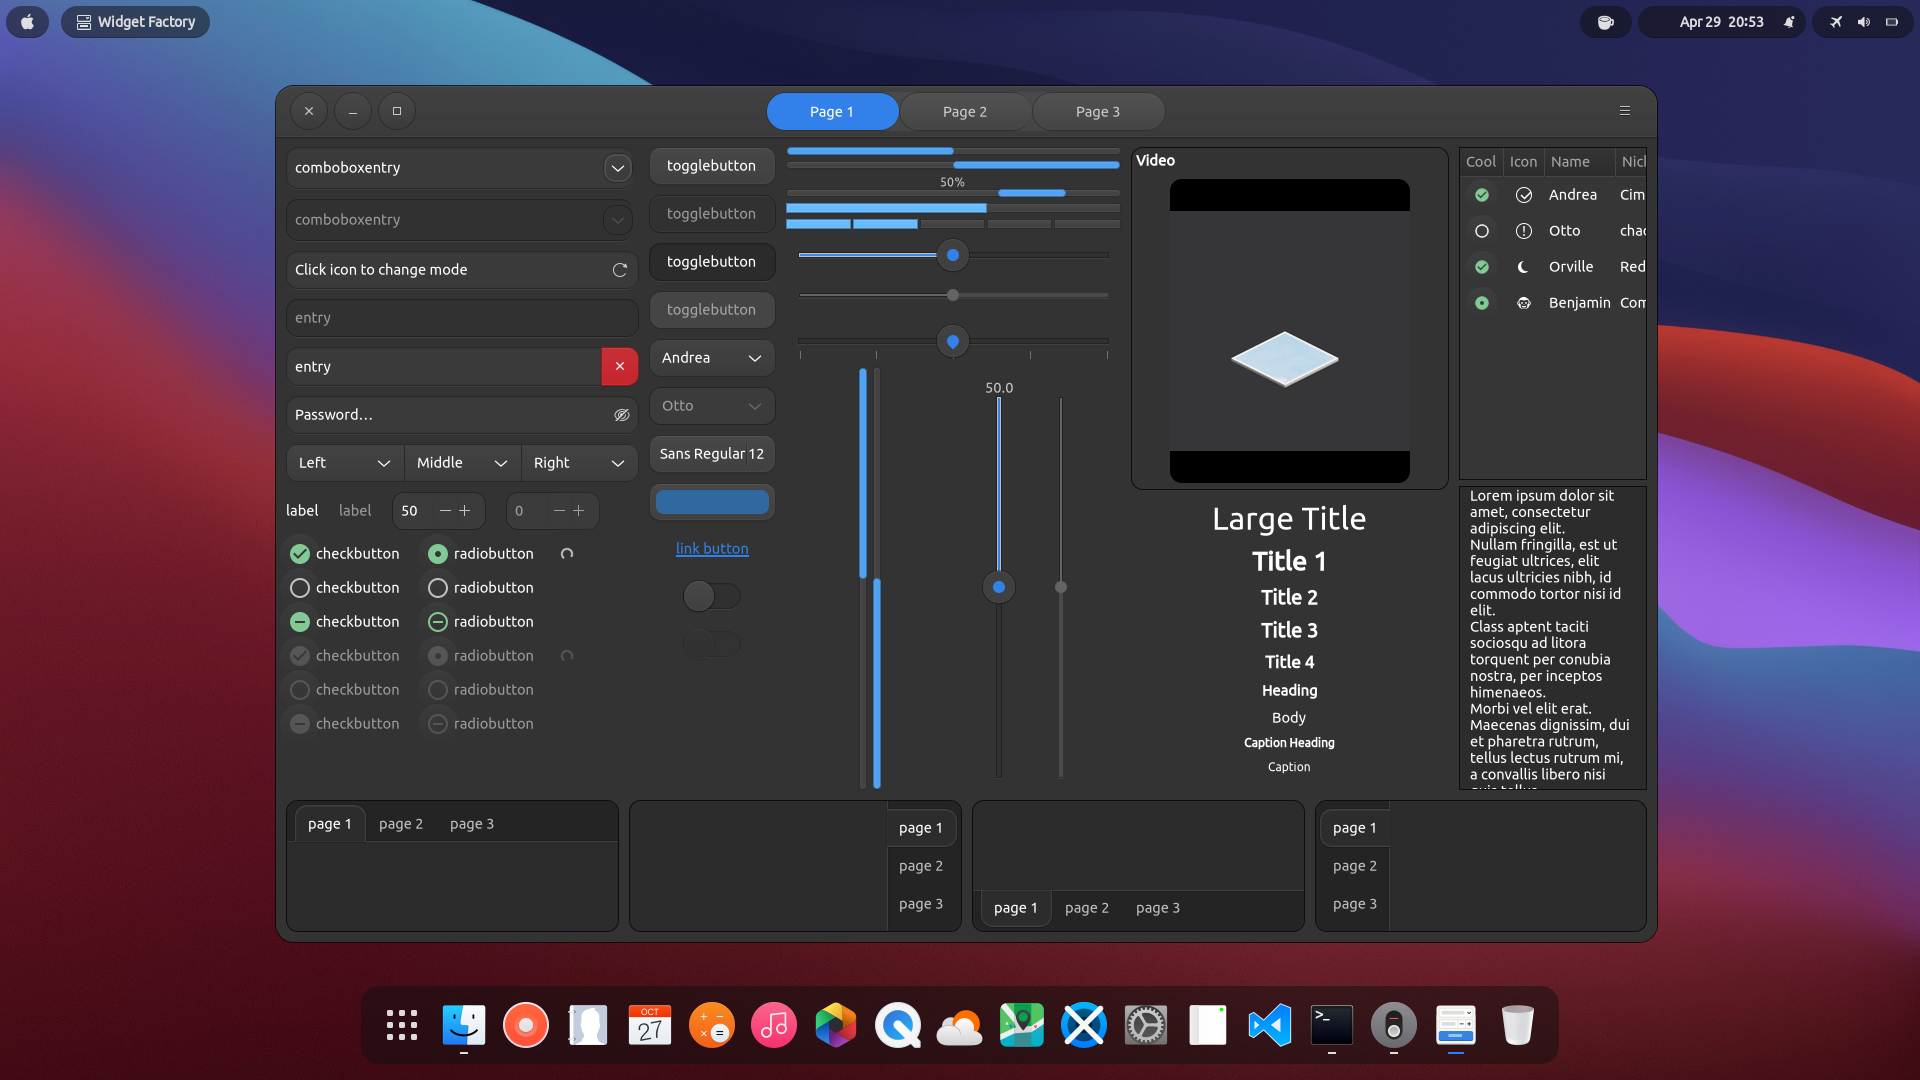 Widget Factory
Apr 29 20:53
Page 1
Page 2
Page 3
comboboxentry
comboboxentry
Click icon to change mode
entry
entry
Password...
Left
Middle
Right
label
label
50
0
checkbutton
radiobutton
checkbutton
radiobutton
checkbutton
radiobutton
checkbutton
radiobutton
checkbutton
radiobutton
checkbutton
radiobutton
togglebutton
togglebutton
togglebutton
togglebutton
Andrea
Otto
Sans Regular 12
link button
50%
50.0
Video
Large Title
Title 1
Title 2
Title 3
Title 4
Heading
Body
Caption Heading
Caption
Cool Icon Name
Andrea Cim
Otto
Orville Red
Benjamin
Lorem ipsum dolor sit
amet, consectetur
adipiscing elit.
Nullam fringilla, est ut
feugiat ultrices, elit
lacus ultricies nibh, id
commodo tortor nisi id
elit.
Class aptent taciti
sociosqu ad litora
torquent per conubia
nostra, per inceptos
himenaeos.
Morbi vel elit erat.
Maecenas dignissim, dui
et pharetra rutrum,
tellus lectus rutrum mi,
a convallis libero nisi
page 1
page 2
page 3
page 1
page 2
page 3
page 1
page 2
page 3
page 1
page 2
page 3
OCT
27
>_